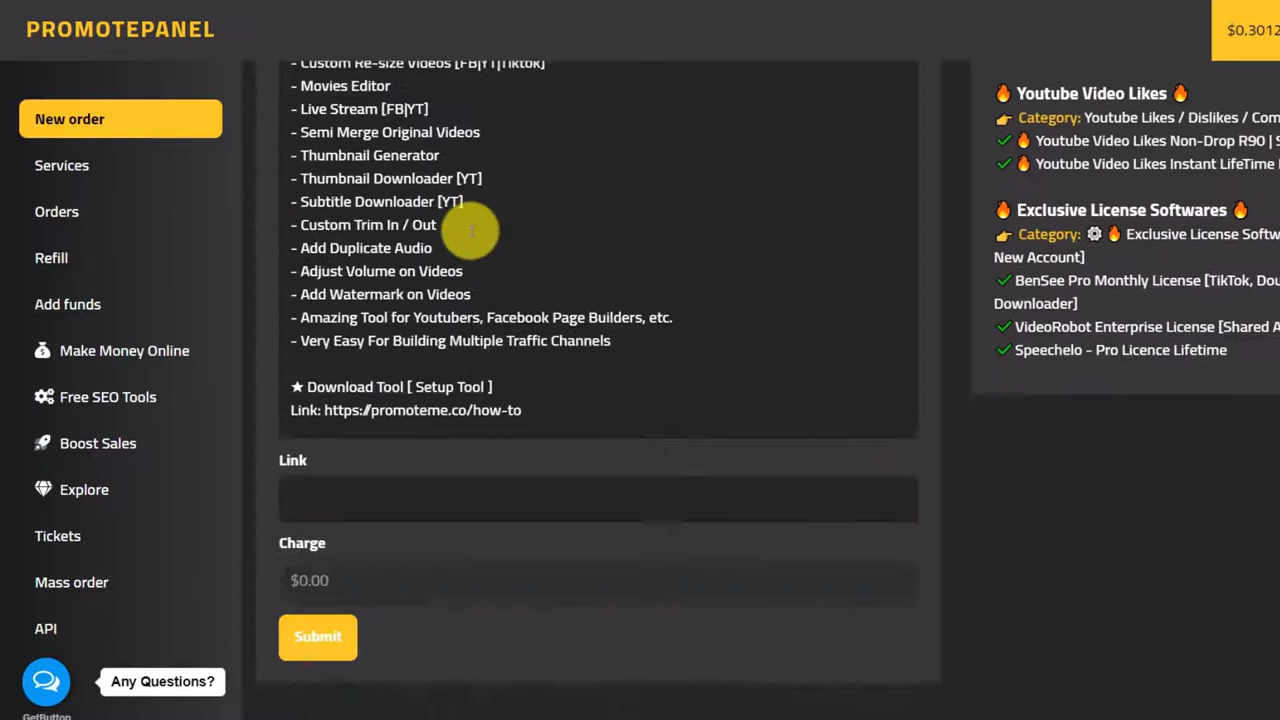 PROMOTEPANEL
$0.3012
New order
Services
Orders
Refill
Add funds
Make Money Online
Free SEO Tools
Boost Sales
Explore
Tickets
Mass order
API
Any Questions?
GetButton
- Custom Re-size Videos [FB|YT|Tiktok]
- Movies Editor
- Live Stream [FB|YT]
- Semi Merge Original Videos
- Thumbnail Generator
- Thumbnail Downloader [YT]
- Subtitle Downloader [YT]
- Custom Trim In / Out
- Add Duplicate Audio
- Adjust Volume on Videos
- Add Watermark on Videos
- Amazing Tool for Youtubers, Facebook Page Builders, etc.
- Very Easy For Building Multiple Traffic Channels
★ Download Tool [ Setup Tool ]
Link: https://promoteme.co/how-to
Link
Charge
$0.00
Submit
🔥 Youtube Video Likes 🔥
👉 Category: Youtube Likes / Dislikes / Com
✔ 🔥 Youtube Video Likes Non-Drop R90 | S
✔ 🔥 Youtube Video Likes Instant LifeTime
🔥 Exclusive License Softwares 🔥
👉 Category: ⚙ 🔥 Exclusive License Softw
New Account]
✔ BenSee Pro Monthly License [TikTok, Dou
Downloader]
✔ VideoRobot Enterprise License [Shared A
✔ Speechelo - Pro Licence Lifetime